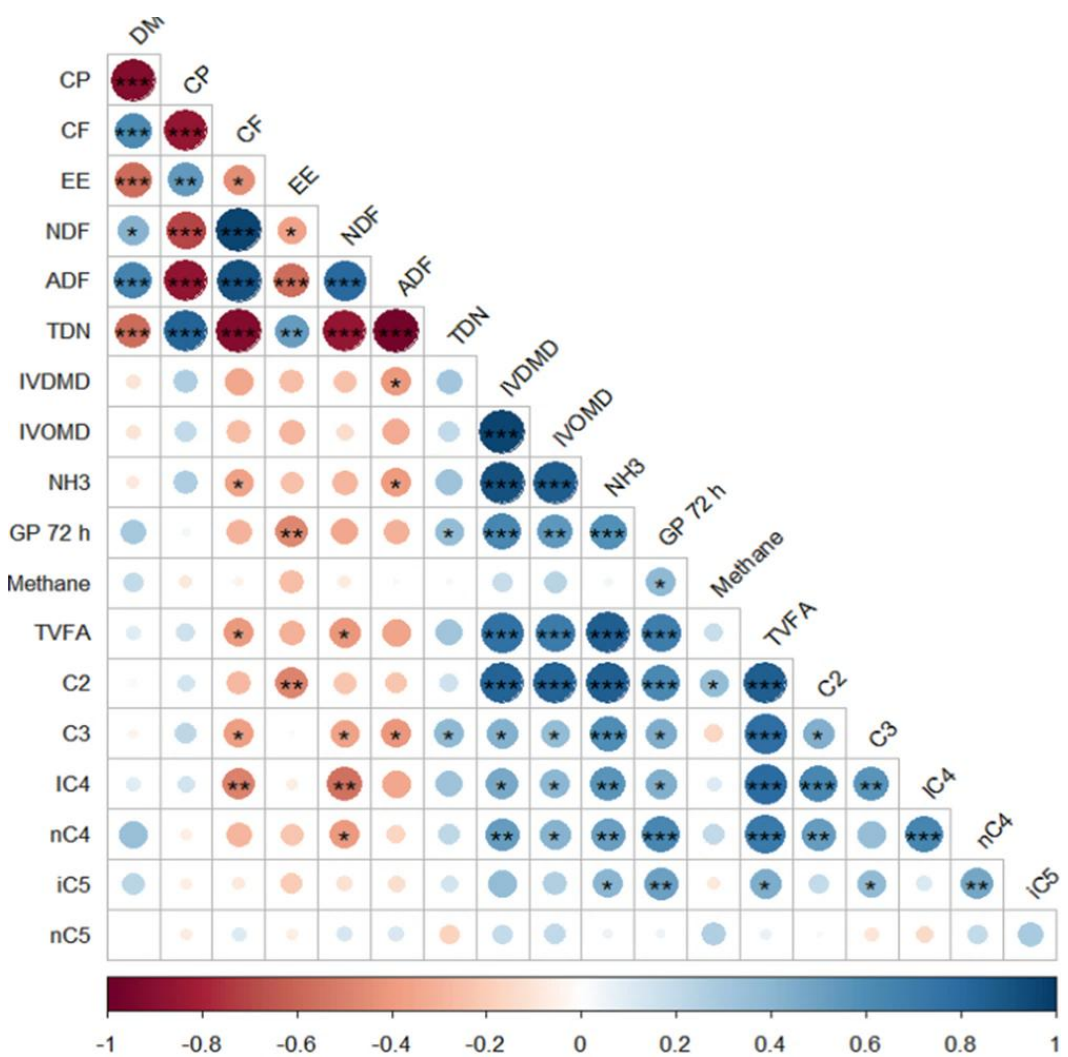 DM
CP *** CP
CF *** *** CF
EE *** ** * EE
NDF * *** *** * NDF
ADF *** *** *** *** *** ADF
TDN *** *** *** ** *** *** TDN
IVDMD * IVDMD
IVOMD *** IVOMD
NH3 * * *** *** NH3
GP 72 h ** * *** ** *** GP 72 h
Methane * Methane
TVFA * * *** *** *** *** TVFA
C2 ** *** *** *** *** * *** C2
C3 * * * * * * *** * *** * C3
IC4 ** ** * * ** * *** *** ** IC4
nC4 * ** * ** *** *** ** *** nC4
iC5 * ** * * ** iC5
nC5
-1 -0.8 -0.6 -0.4 -0.2 0 0.2 0.4 0.6 0.8 1